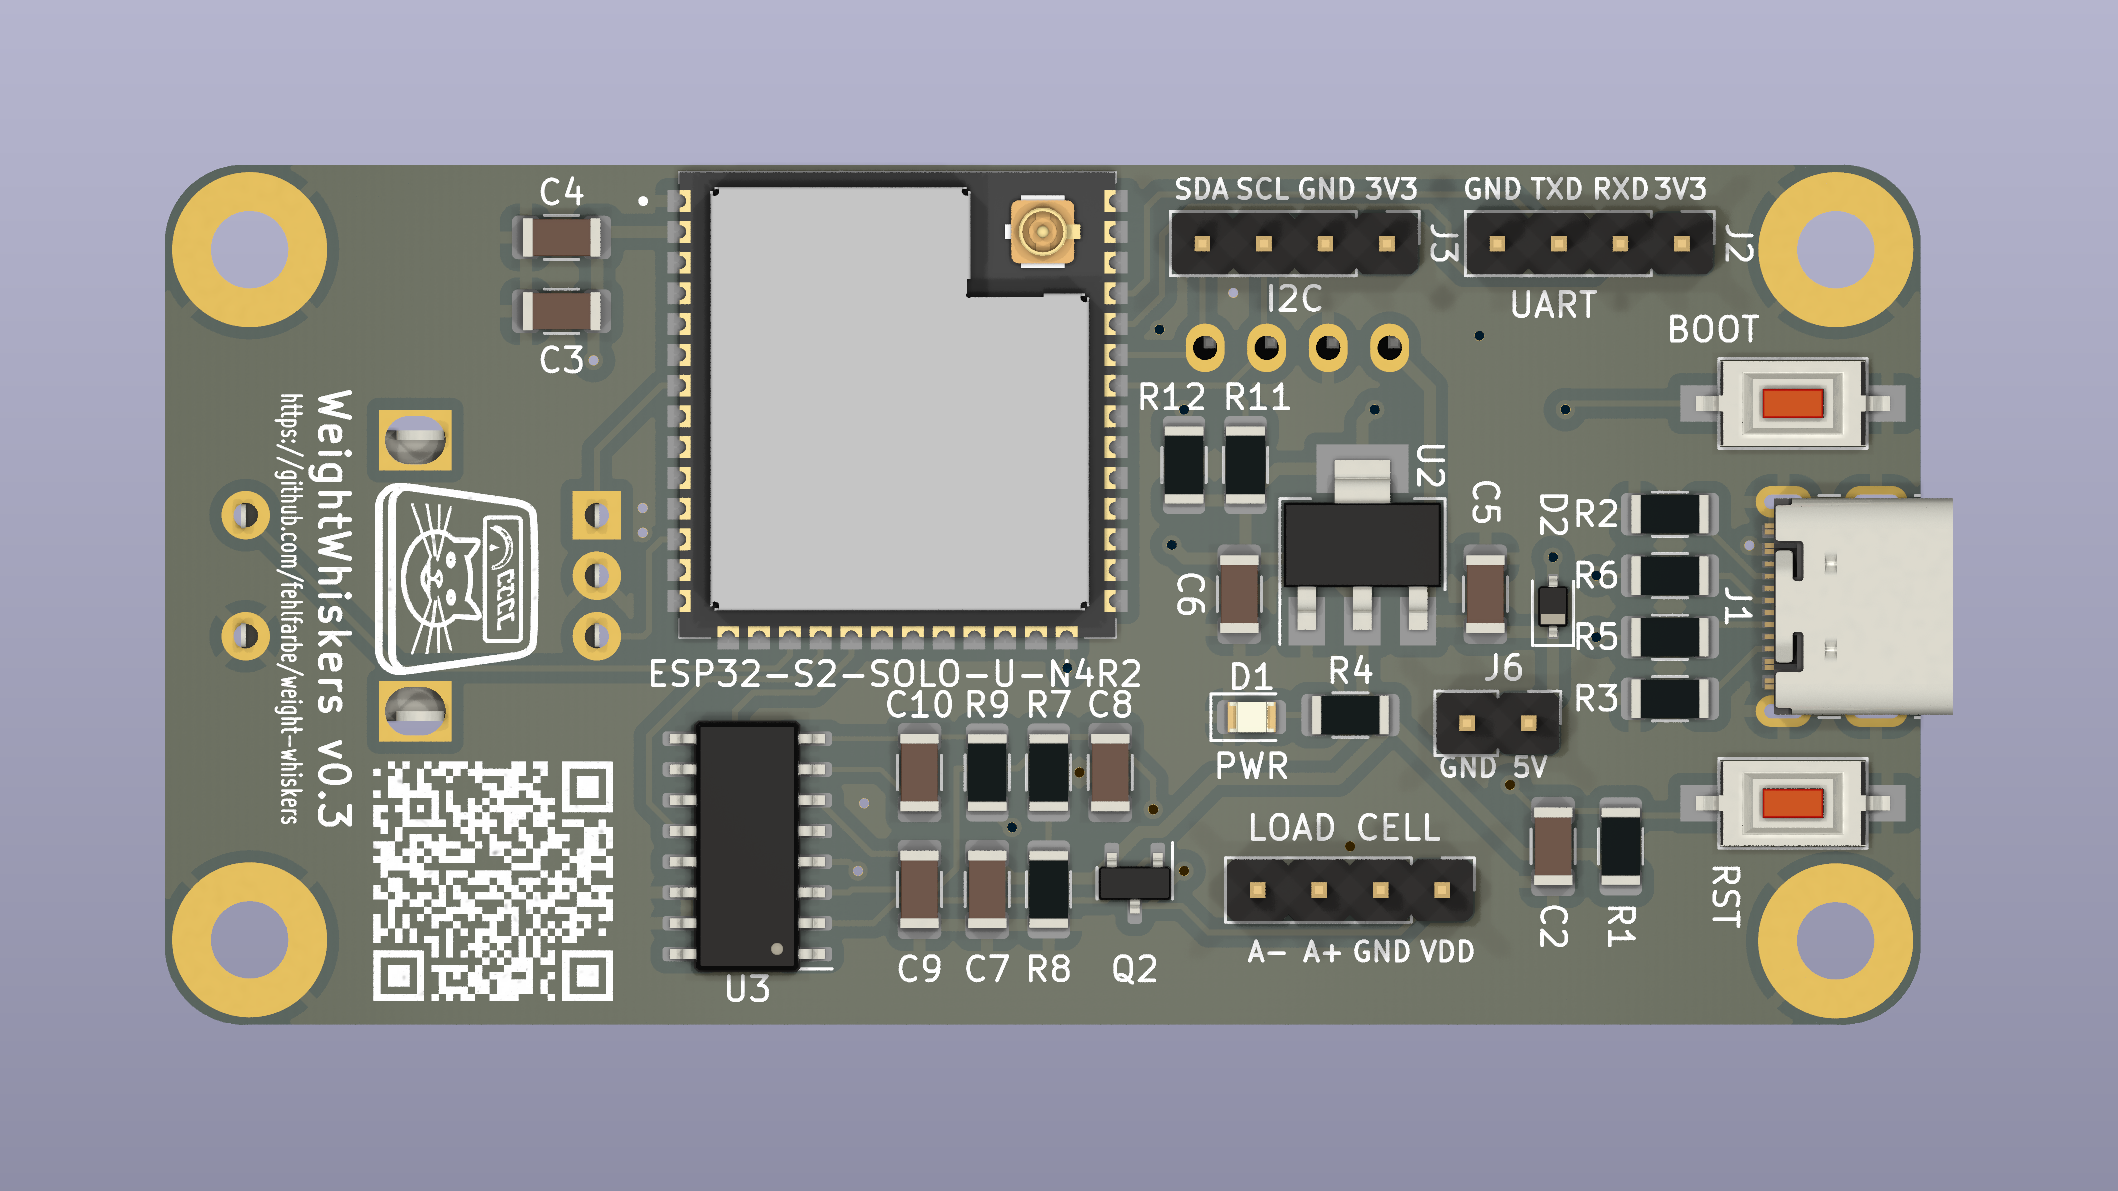 C4
C3
SDA SCL GND 3V3
J3
I2C
GND TXD RXD 3V3
J2
UART
BOOT
R12 R11
U2
C5
D2
R2
R6
R5
R3
J1
C6
WeightWhiskers v0.3
https://github.com/fehlfarbe/weight-whiskers
ESP32-S2-SOLO-U-N4R2
C10 R9 R7 C8
D1
R4
J6
PWR
GND 5V
LOAD CELL
A- A+ GND VDD
C9 C7 R8
Q2
U3
C2
R1
RST